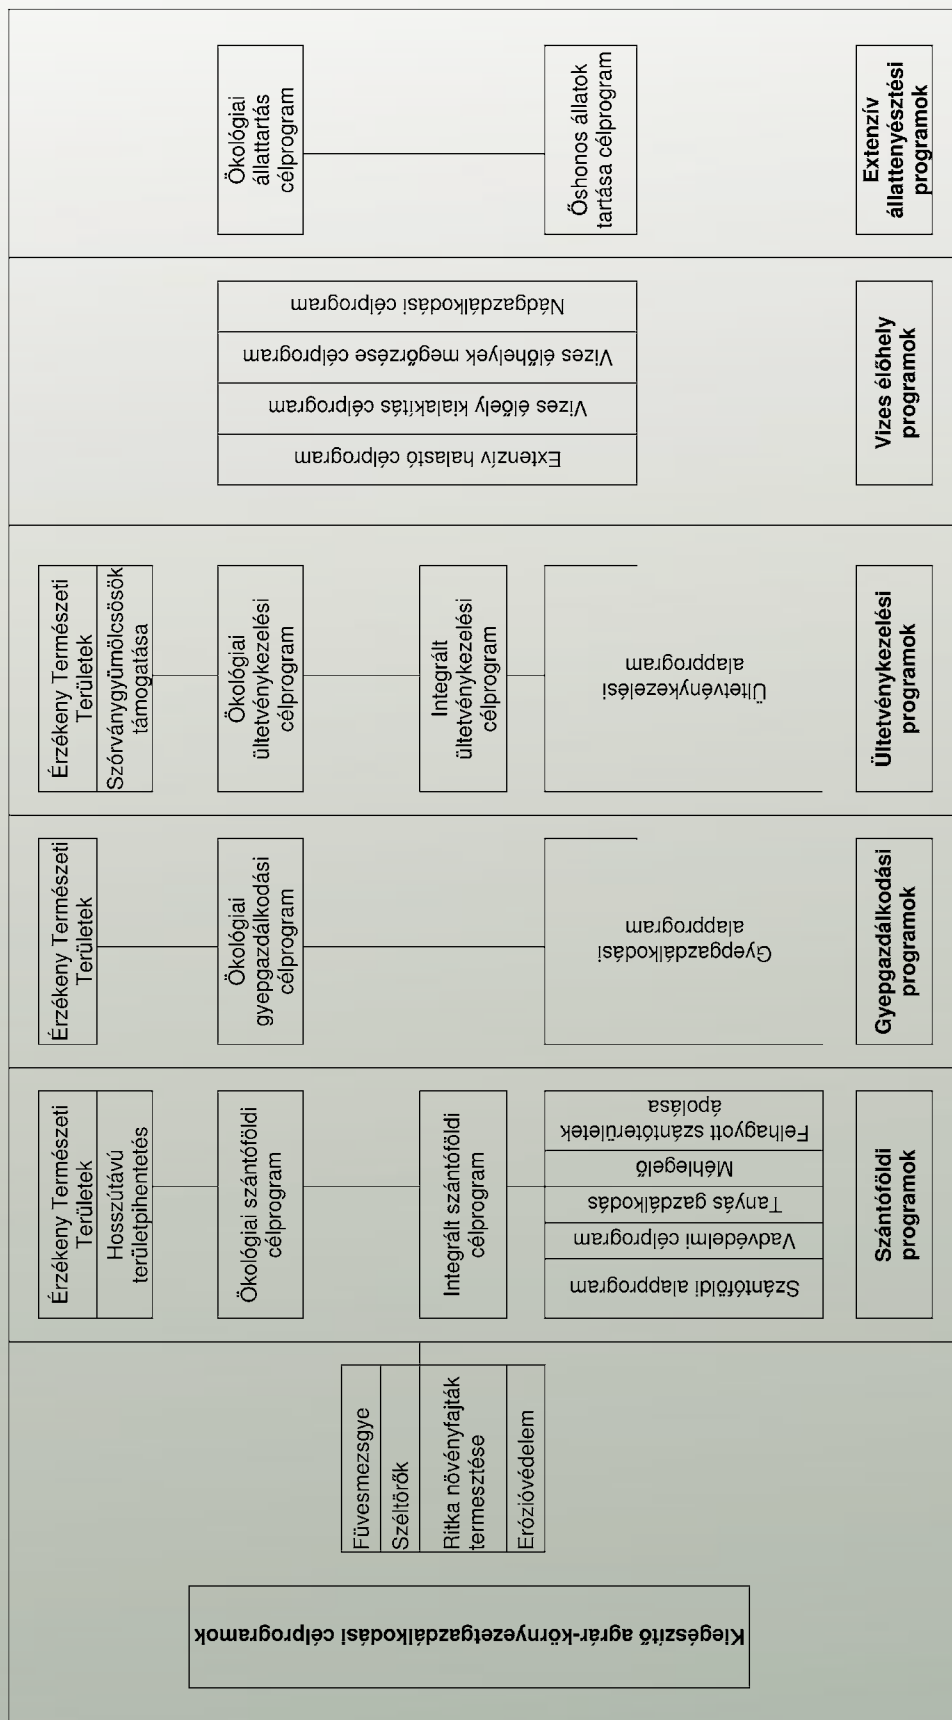 Kiegészítő agrár-környezetgazdálkodási célprogramok
Füvesmezsgye
Széltörők
Ritka növényfajták
termesztése
Erózióvédelem
Érzékeny Természeti
Területek
Hosszútávú
területpihentetés
Ökológiai szántóföldi
célprogram
Integrált szántóföldi
célprogram
Szántóföldi alapprogram
Vadvédelmi célprogram
Tanyás gazdálkodás
Méhlegelő
Felhagyott szántóterületek
ápolása
Szántóföldi
programok
Érzékeny Természeti
Területek
Ökológiai
gyepgazdálkodási
célprogram
Gyepgazdálkodási
alapprogram
Gyepgazdálkodási
programok
Érzékeny Természeti
Területek
Szórványgyümölcsösök
támogatása
Ökológiai
ültetvénykezelési
célprogram
Integrált
ültetvénykezelési
célprogram
Ültetvénykezelési
alapprogram
Ültetvénykezelési
programok
Nádgazdálkodási célprogram
Vizes élőhelyek megőrzése célprogram
Vizes élőely kialakítás célprogram
Extenzív halastó célprogram
Vizes élőhely
programok
Ökológiai
állattartás
célprogram
Őshonos állatok
tartása célprogram
Extenzív
állattenyésztési
programok